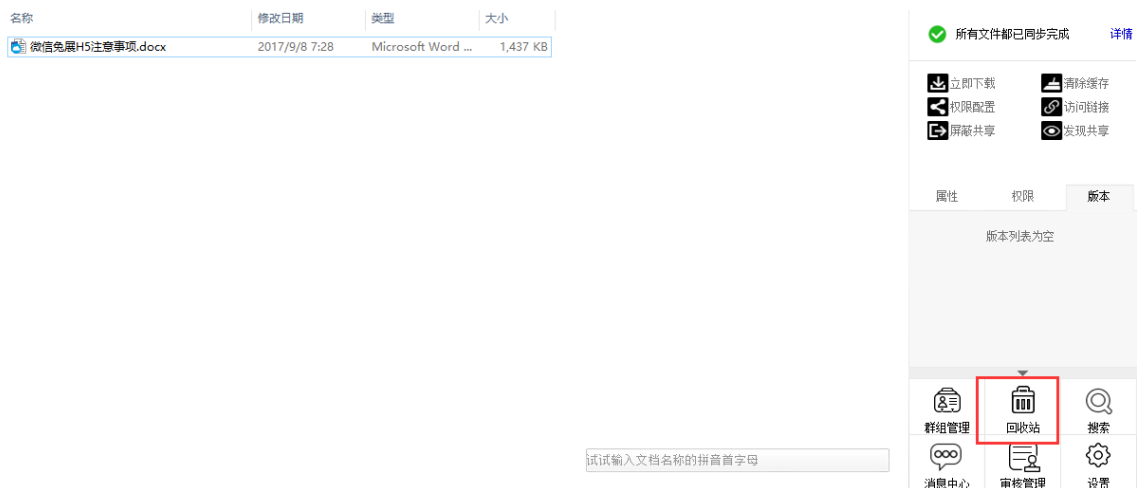 名称 修改日期 类型 大小
微信兔展H5注意事项.docx 2017/9/8 7:28 Microsoft Word ... 1,437 KB
所有文件都已同步完成 详情
立即下载 清除缓存
权限配置 访问链接
屏蔽共享 发现共享
属性 权限 版本
版本列表为空
群组管理 回收站 搜索
试试输入文档名称的拼音首字母
消息中心 审核管理 设置